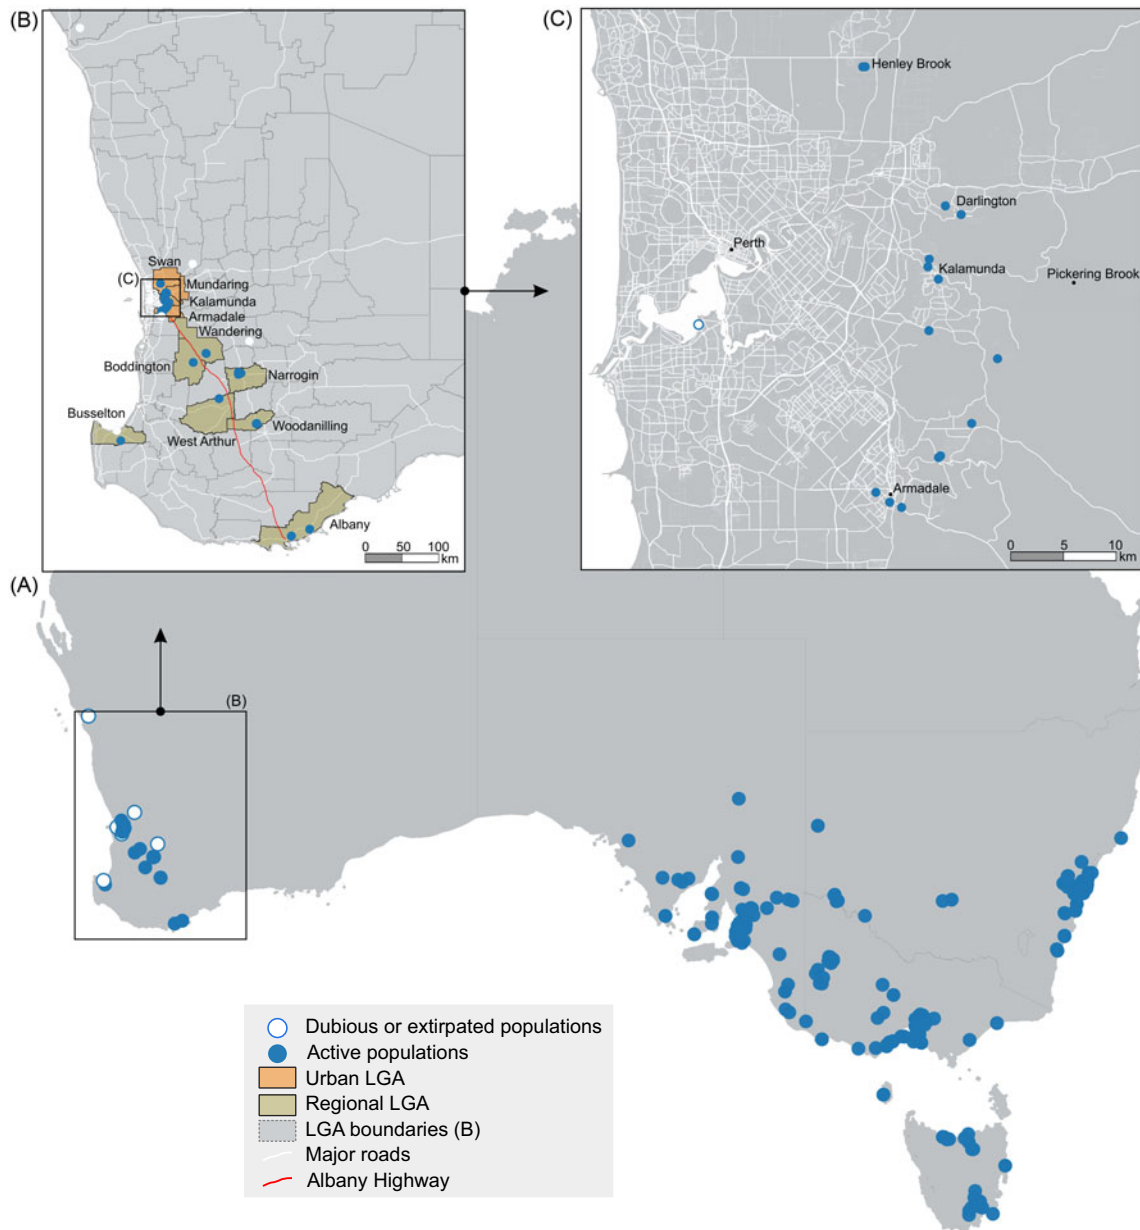 (B)
Swan
(C)
Mundaring
Kalamunda
Armadale
Wandering
Boddington
Narrogin
Busselton
West Arthur
Woodanilling
Albany
0 50 100
km
(C)
Henley Brook
Darlington
Perth
Kalamunda
Pickering Brook
Armadale
0 5 10
km
(A)
(B)
Dubious or extirpated populations
Active populations
Urban LGA
Regional LGA
LGA boundaries (B)
Major roads
Albany Highway